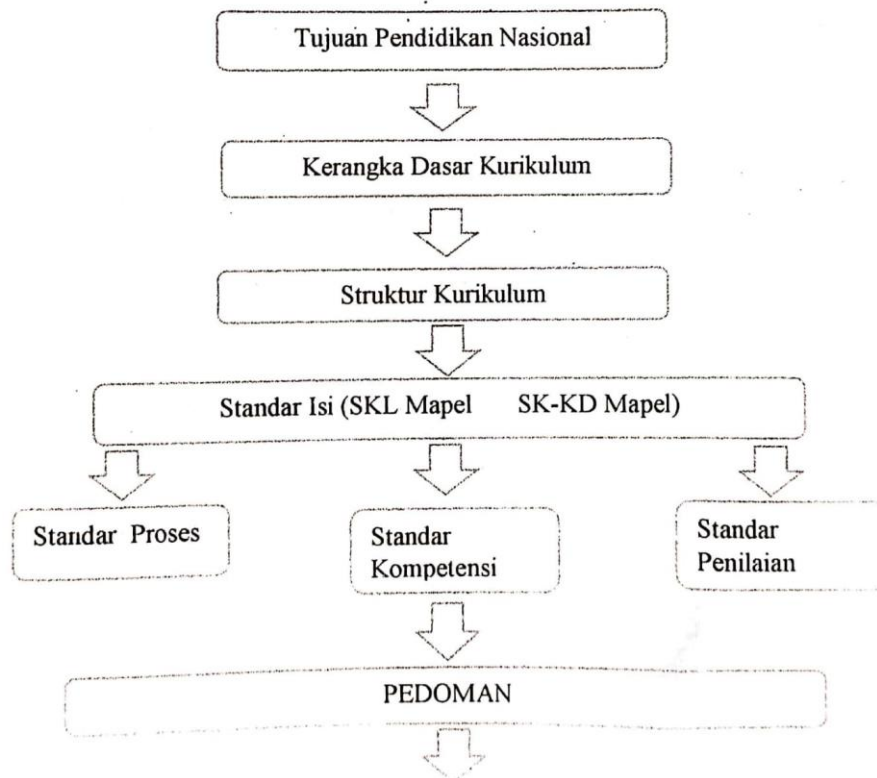 Tujuan Pendidikan Nasional
Kerangka Dasar Kurikulum
Struktur Kurikulum
Standar Isi (SKL Mapel SK-KD Mapel)
Standar Proses
Standar
Kompetensi
Standar
Penilaian
PEDOMAN